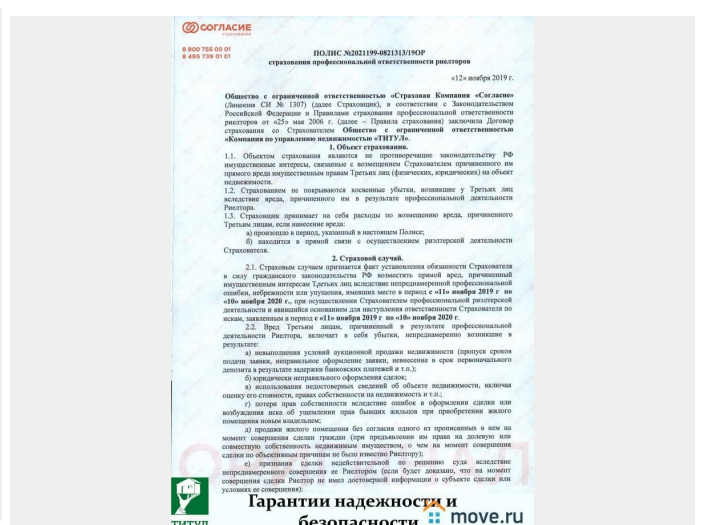 СОГЛАСИЕ
8 800 755 00 01
8 495 739 01 01
ПОЛИС №2021199-0821313/19ОР
страхования профессиональной ответственности риелторов
«12» ноября 2019 г.
Общество с ограниченной ответственностью «Страховая Компания «Согласие»
(Лицензия СИ № 1307) (далее Страховщик), в соответствии с Законодательством
Российской Федерации и Правилами страхования профессиональной ответственности
риелторов от «25» мая 2006 г. (далее – Правила страхования) заключила Договор
страхования со Страхователем Общество с ограниченной ответственностью
«Компания по управлению недвижимостью «ТИТУЛ».
1. Объект страхования.
1.1. Объектом страхования являются не противоречащие законодательству РФ
имущественные интересы, связанные с возмещением Страхователем причиненного им
прямого вреда имущественным правам Третьих лиц (физических, юридических) на объект
недвижимости.
1.2. Страхованием не покрываются косвенные убытки, возникшие у Третьих лиц
вследствие вреда, причиненного им в результате профессиональной деятельности
Риелтора.
1.3. Страховщик принимает на себя расходы по возмещению вреда, причиненного
Третьим лицам, если нанесение вреда:
а) произошло в период, указанный в настоящем Полисе;
б) находится в прямой связи с осуществлением риэлтерской деятельности
Страхователя.
2. Страховой случай.
2.1. Страховым случаем признается факт установления обязанности Страхователя
в силу гражданского законодательства РФ возместить прямой вред, причиненный
имущественным интересам Третьих лиц вследствие непреднамеренной профессиональной
ошибки, небрежности или упущения, имевших место в период с «11» ноября 2019 г по
«10» ноября 2020 г., при осуществлении Страхователем профессиональной риэлтерской
деятельности и явившийся основанием для наступления ответственности Страхователя по
искам, заявленным в период с «11» ноября 2019 г по «10» ноября 2020 г.
2.2. Вред Третьим лицам, причиненный в результате профессиональной
деятельности Риелтора, включает в себя убытки, непреднамеренно возникшие в
результате:
а) невыполнения условий аукционной продажи недвижимости (пропуск сроков
подачи заявки, неправильное оформление заявки, невнесение в срок первоначального
депозита в результате задержки банковских платежей и т.п.);
б) юридически неправильного оформления сделок;
в) использования недостоверных сведений об объекте недвижимости, включая
оценку его стоимости, правах собственности на недвижимость и т.п.;
г) потери прав собственности вследствие ошибок в оформлении сделки или
возбуждения иска об ущемлении прав бывших жильцов при приобретении жилого
помещения новым владельцем;
д) продажи жилого помещения без согласия одного из прописанных в нем на
момент совершения сделки граждан (при предъявлении им права на долевую или
совместную собственность недвижимым имуществом, о чем на момент совершения
сделки по объективным причинам не было известно Риелтору);
е) признания сделки недействительной по решению суда вследствие
непреднамеренного совершения ее Риелтором (если будет доказано, что на момент
совершения сделки Риелтор не имел достоверной информации о субъекте сделки или
условиях ее совершения):
Гарантии надежности и
безопасности
ТИТУЛ
move.ru